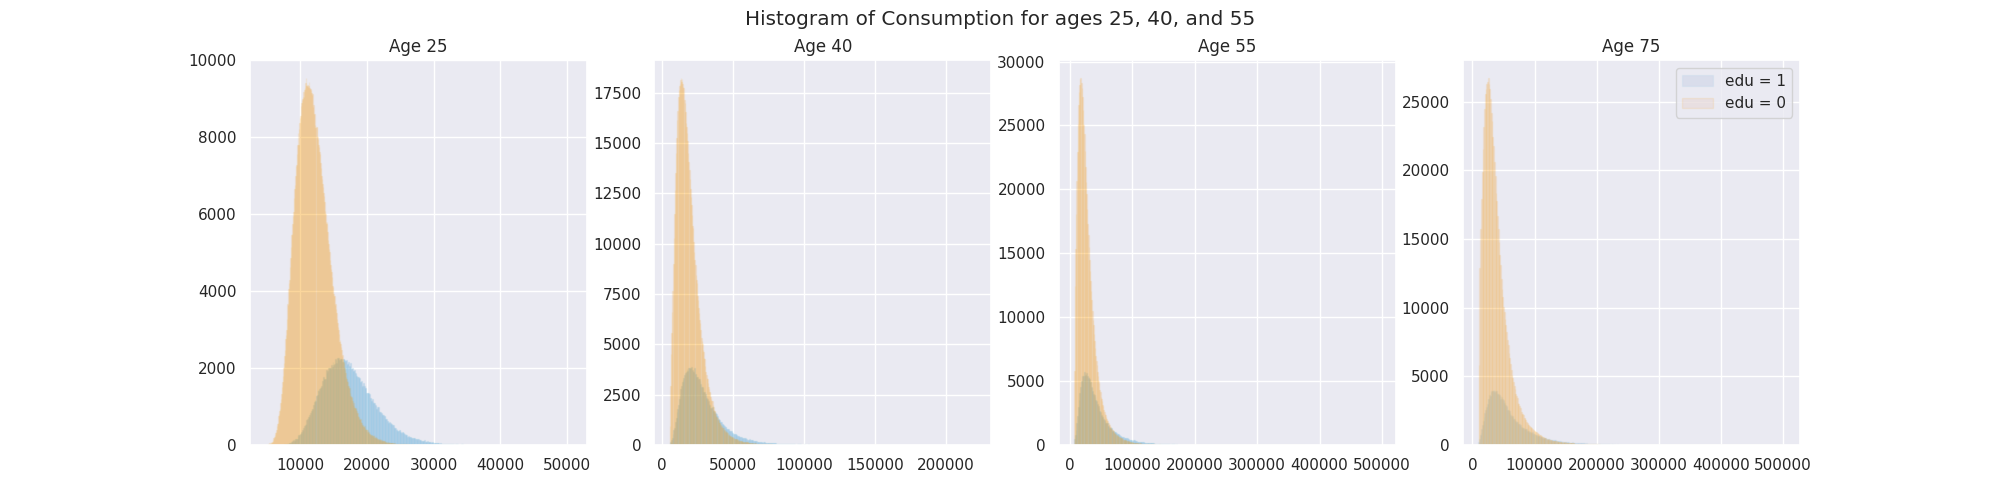 Histogram of Consumption for ages 25, 40, and 55
Age 25
10000
8000
6000
4000
2000
0
10000 20000 30000 40000 50000
Age 40
17500
15000
12500
10000
7500
5000
2500
0
0 50000 100000 150000 200000
Age 55
30000
25000
20000
15000
10000
5000
0
0 100000 200000 300000 400000 500000
Age 75
edu = 1
edu = 0
25000
20000
15000
10000
5000
0
0 100000 200000 300000 400000 500000